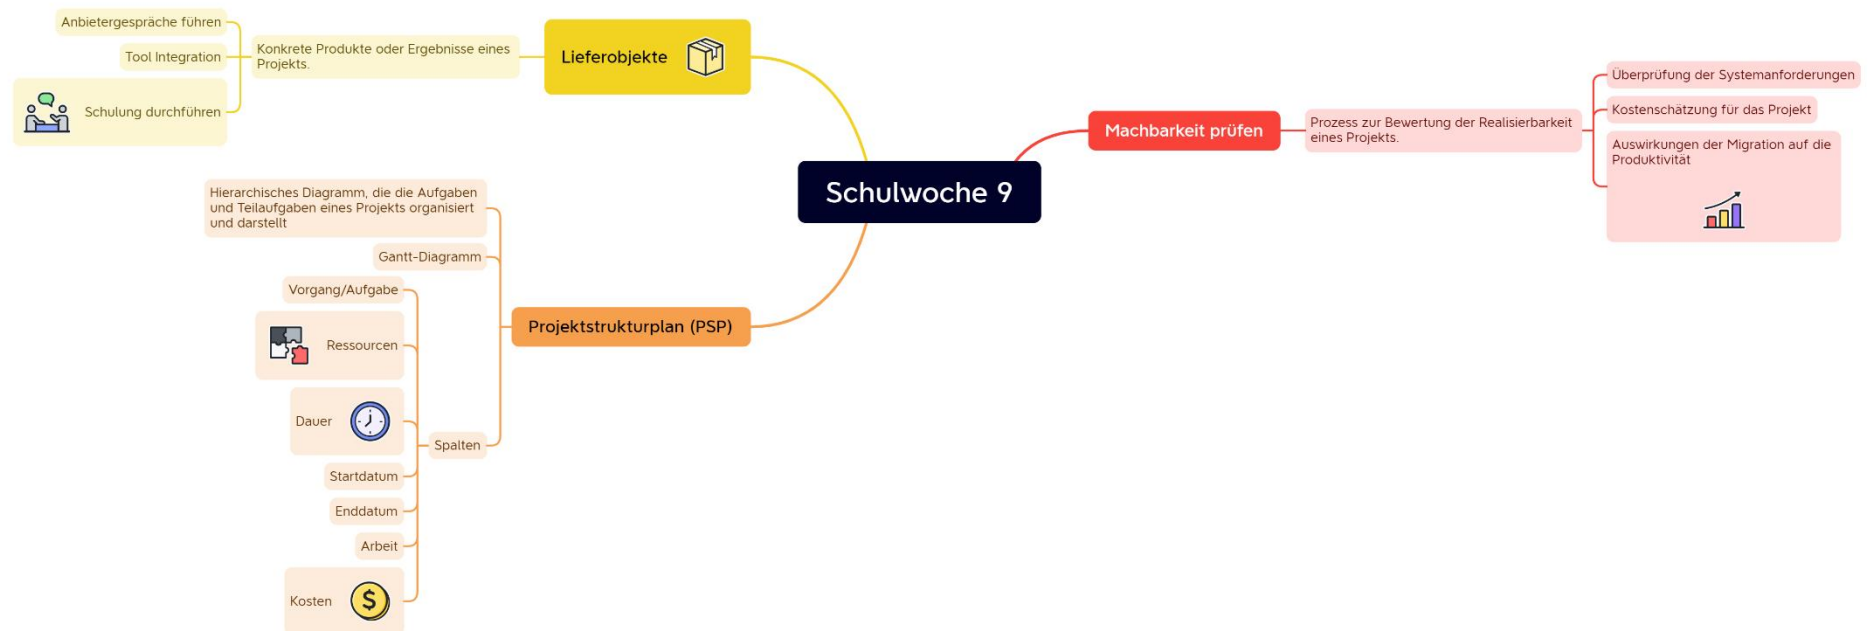 Schulwoche 9
Machbarkeit prüfen
Prozess zur Bewertung der Realisierbarkeit
eines Projekts.
Überprüfung der Systemanforderungen
Kostenschätzung für das Projekt
Auswirkungen der Migration auf die
Produktivität
Lieferobjekte
Konkrete Produkte oder Ergebnisse eines
Projekts.
Anbietergespräche führen
Tool Integration
Schulung durchführen
Projektstrukturplan (PSP)
Hierarchisches Diagramm, die die Aufgaben
und Teilaufgaben eines Projekts organisiert
und darstellt
Gantt-Diagramm
Spalten
Vorgang/Aufgabe
Ressourcen
Dauer
Startdatum
Enddatum
Arbeit
Kosten
$